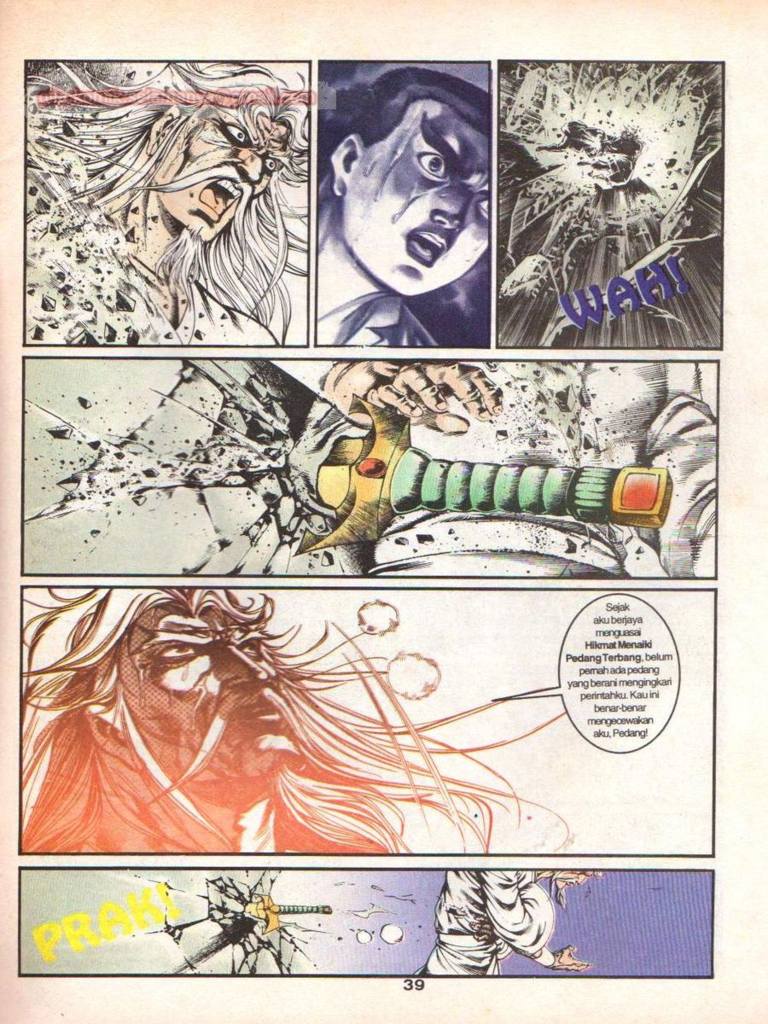 WAH!
Sejak
aku berjaya
menguasai
Hikmat Menaiki
Pedang Terbang, belum
pernah ada pedang
yang berani mengingkari
perintahku. Kau ini
benar-benar
mengecewakan
aku, Pedang!
PRAK!
39